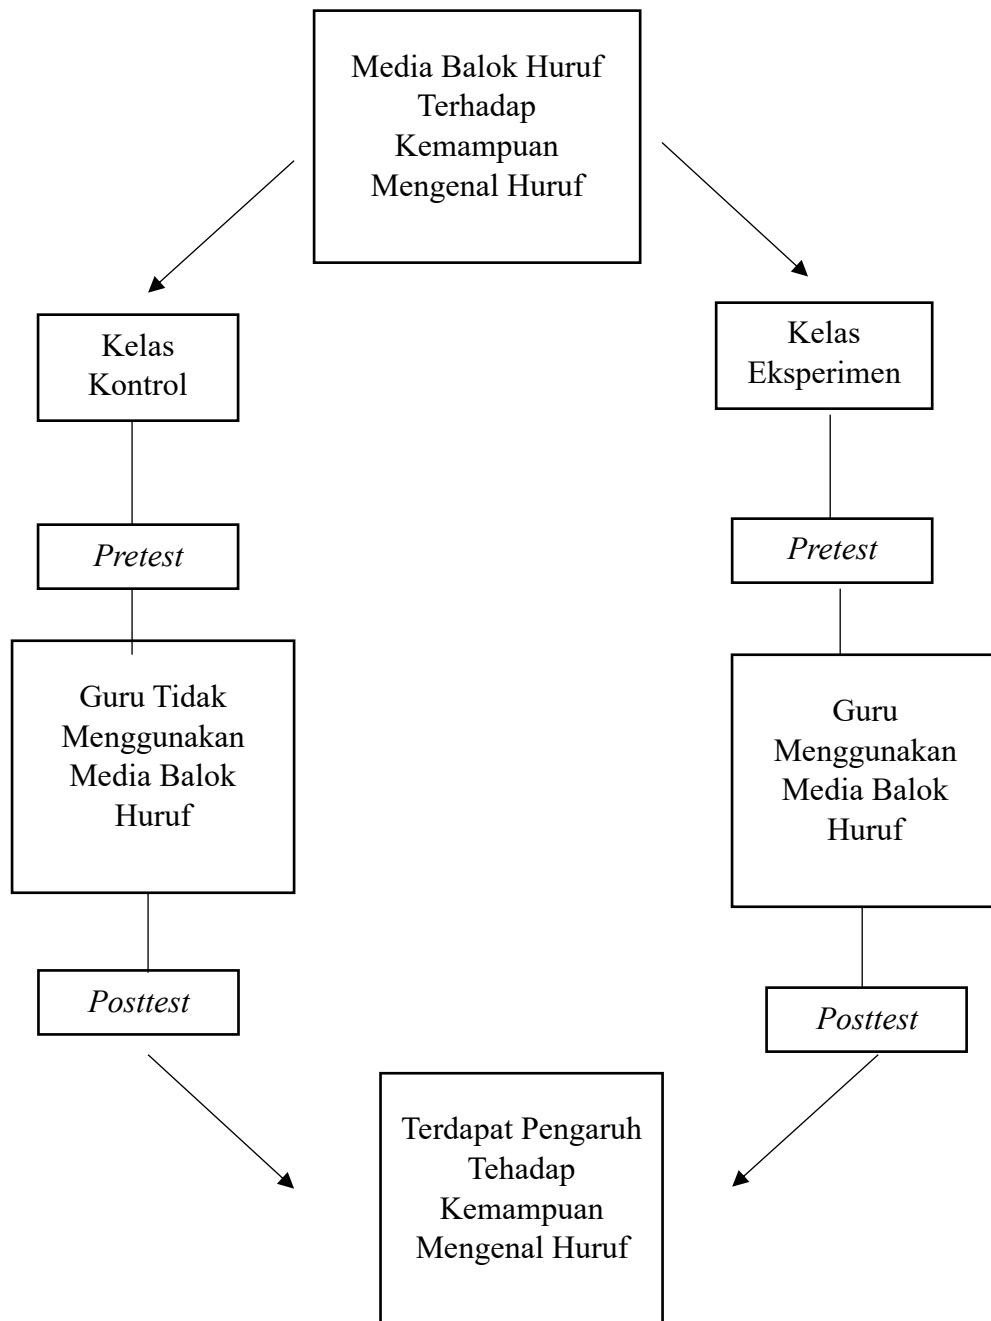 Media Balok Huruf
Terhadap
Kemampuan
Mengenal Huruf
Kelas
Kontrol
Kelas
Eksperimen
Pretest
Pretest
Guru Tidak
Menggunakan
Media Balok
Huruf
Guru
Menggunakan
Media Balok
Huruf
Posttest
Posttest
Terdapat Pengaruh
Tehadap
Kemampuan
Mengenal Huruf